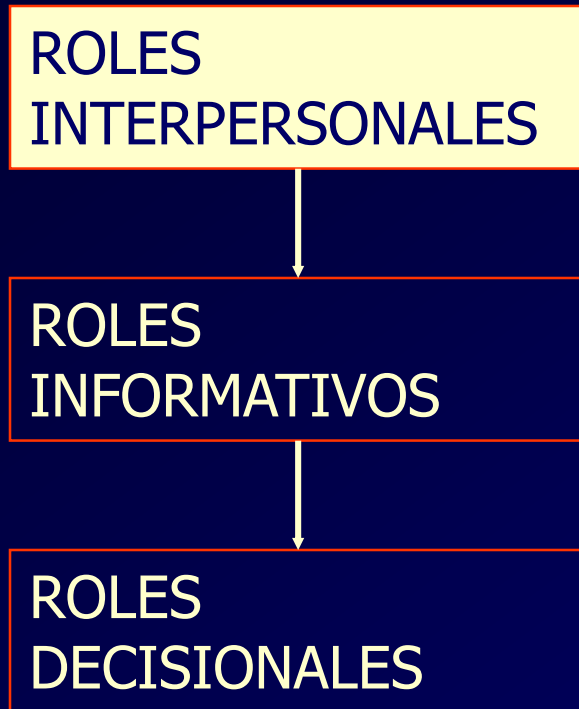 ROLES
INTERPERSONALES
ROLES
INFORMATIVOS
ROLES
DECISIONALES